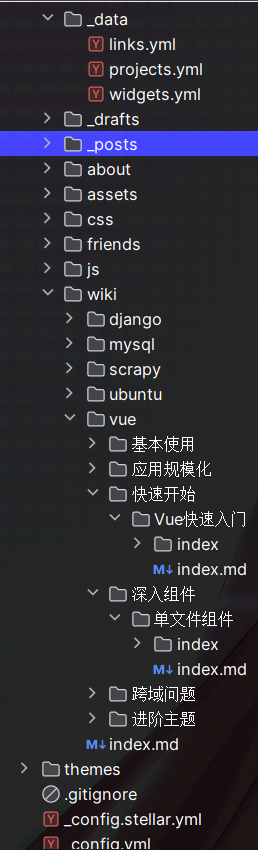 _data
links.yml
projects.yml
widgets.yml
_drafts
_posts
about
assets
css
friends
js
wiki
django
mysql
scrapy
ubuntu
vue
基本使用
应用规模化
快速开始
Vue快速入门
index
index.md
深入组件
单文件组件
index
index.md
跨域问题
进阶主题
index.md
themes
.gitignore
_config.stellar.yml
_config.yml